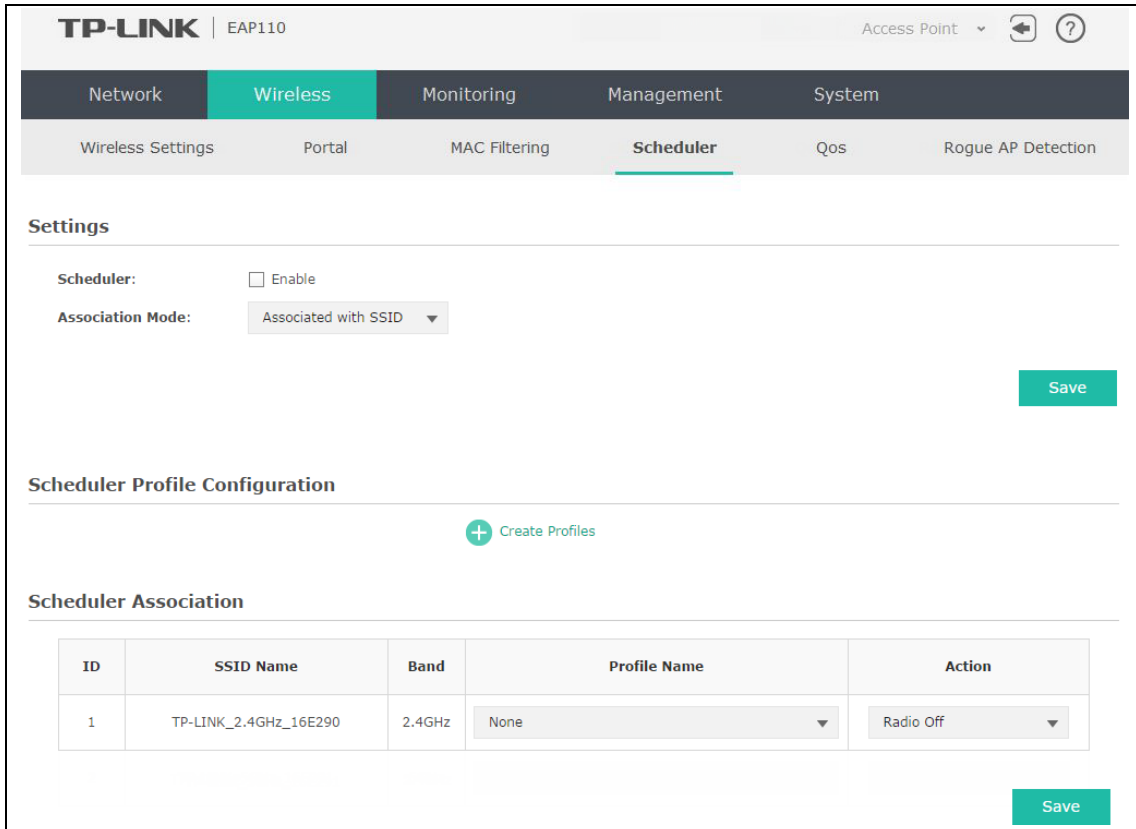 TP-LINK | EAP110 Access Point ?
Network Wireless Monitoring Management System
Wireless Settings Portal MAC Filtering Scheduler Qos Rogue AP Detection
Settings
Scheduler: Enable
Association Mode: Associated with SSID
Save
Scheduler Profile Configuration
Create Profiles
Scheduler Association
ID SSID Name Band Profile Name Action
1 TP-LINK_2.4GHz_16E290 2.4GHz None Radio Off
Save